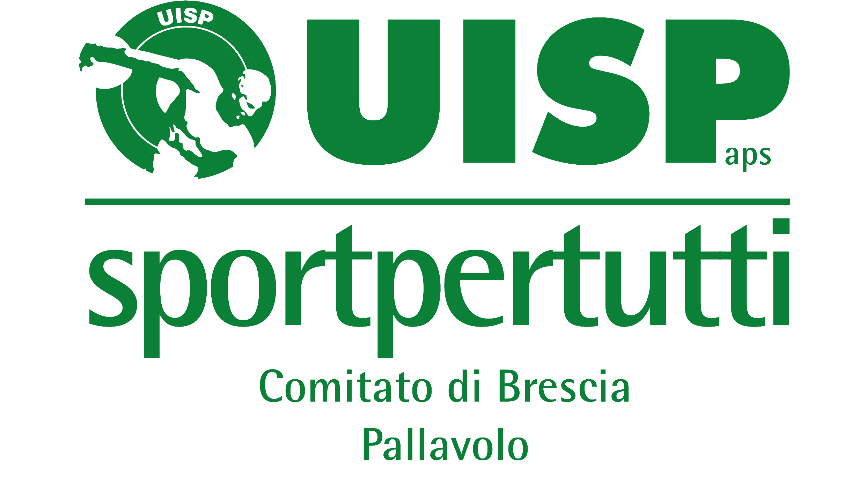 UISP
UISP
aps
sportpertutti
Comitato di Brescia
Pallavolo